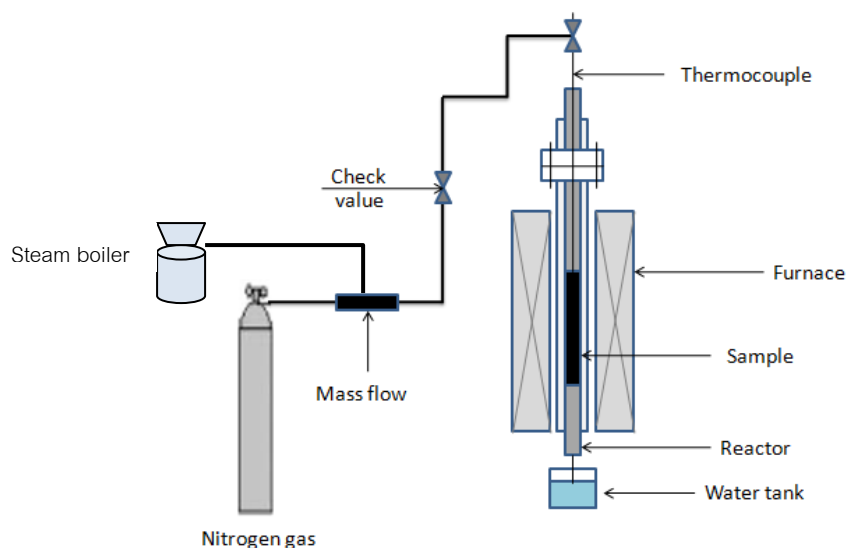 Thermocouple
Check
value
Steam boiler
Furnace
Sample
Mass flow
Reactor
Water tank
Nitrogen gas